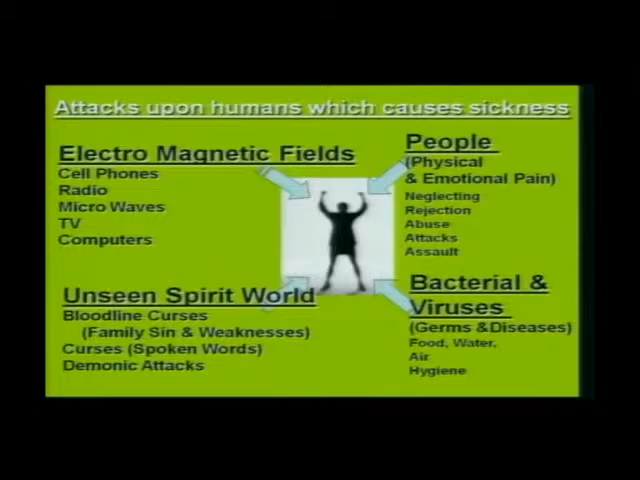 Attacks upon humans which causes sickness
Electro Magnetic Fields
Cell Phones
Radio
Micro Waves
TV
Computers
People
(Physical
& Emotional Pain)
Neglecting
Rejection
Abuse
Attacks
Assault
Unseen Spirit World
Bloodline Curses
(Family Sin & Weaknesses)
Curses (Spoken Words)
Demonic Attacks
Bacterial &
Viruses
(Germs &Diseases)
Food, Water,
Air
Hygiene